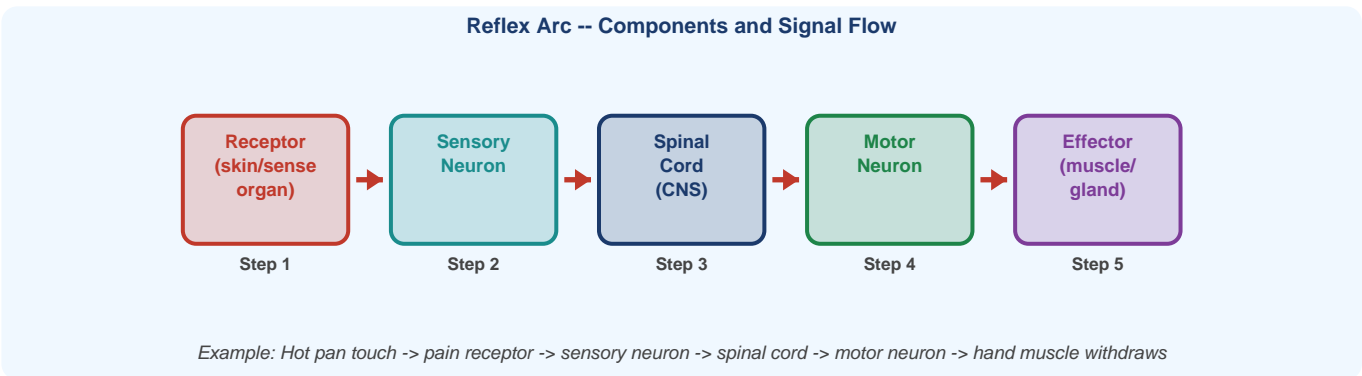 Reflex Arc -- Components and Signal Flow
Receptor
(skin/sense
organ)
Sensory
Neuron
Spinal
Cord
(CNS)
Motor
Neuron
Effector
(muscle/
gland)
Step 1
Step 2
Step 3
Step 4
Step 5
Example: Hot pan touch -> pain receptor -> sensory neuron -> spinal cord -> motor neuron -> hand muscle withdraws